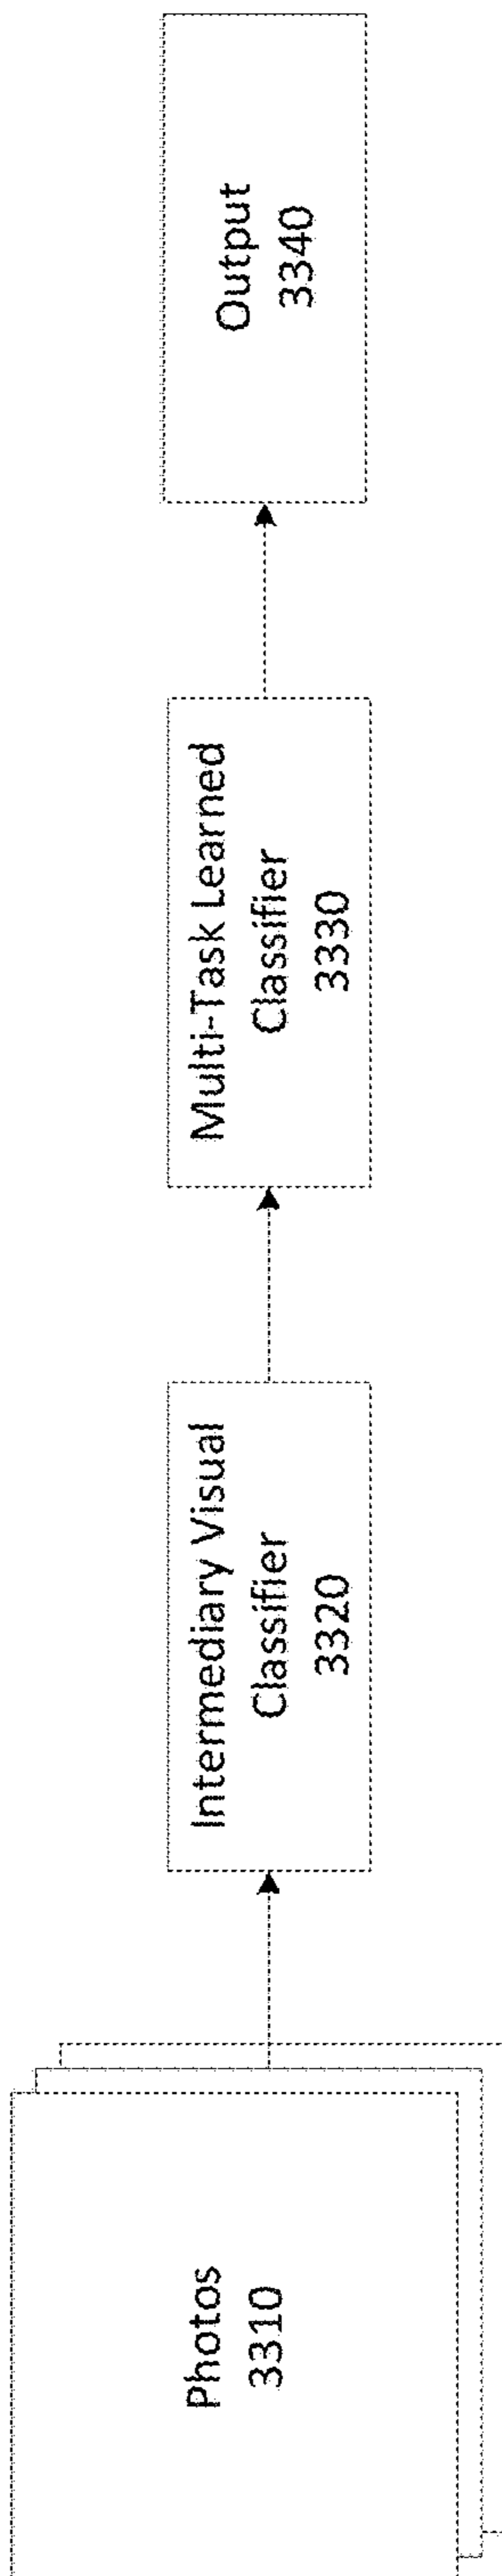 Photos
3310
Intermediary Visual
Classifier
3320
Multi-Task Learned
Classifier
3330
Output
3340